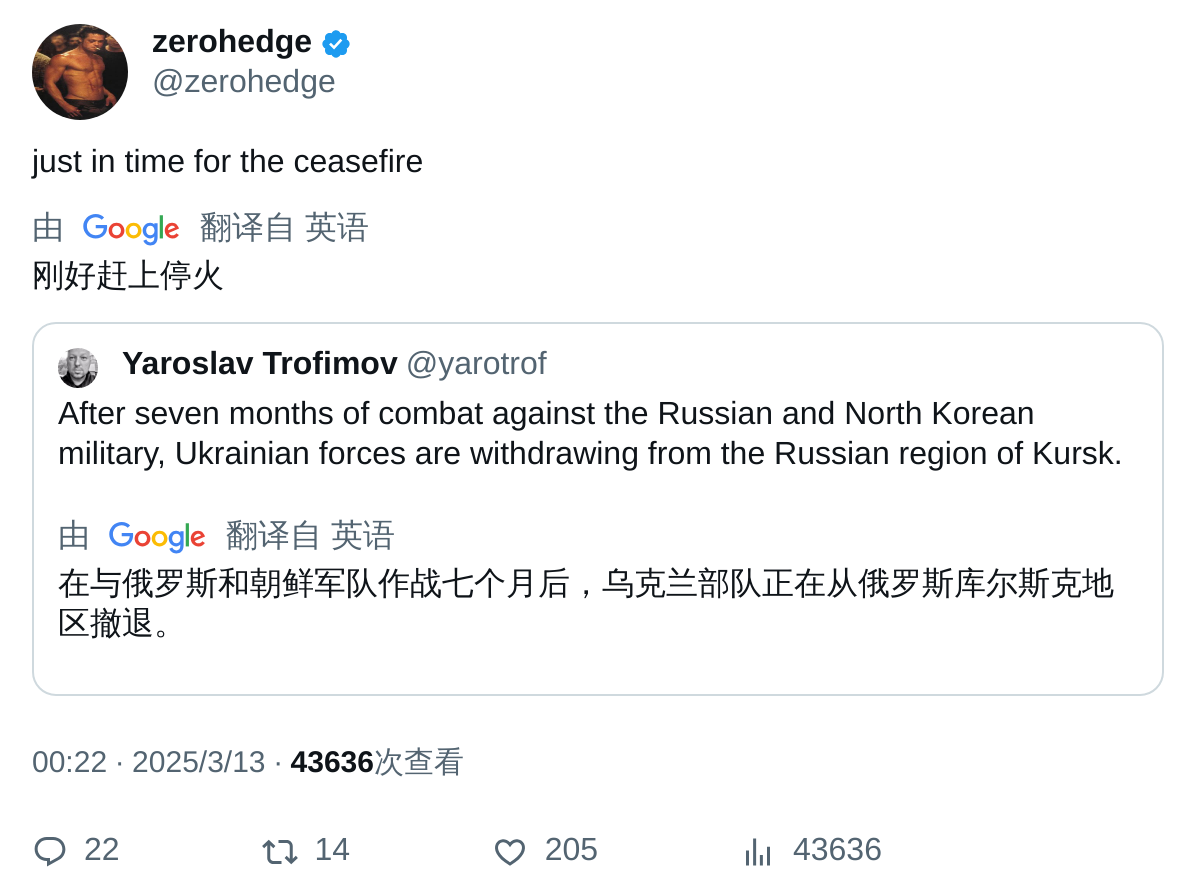 zerohedge
@zerohedge
just in time for the ceasefire
由 Google 翻译自 英语
刚好赶上停火
Yaroslav Trofimov @yarotrof
After seven months of combat against the Russian and North Korean
military, Ukrainian forces are withdrawing from the Russian region of Kursk.
由 Google 翻译自 英语
在与俄罗斯和朝鲜军队作战七个月后，乌克兰部队正在从俄罗斯库尔斯克地
区撤退。
00:22 · 2025/3/13 · 43636次查看
22 14 205 43636